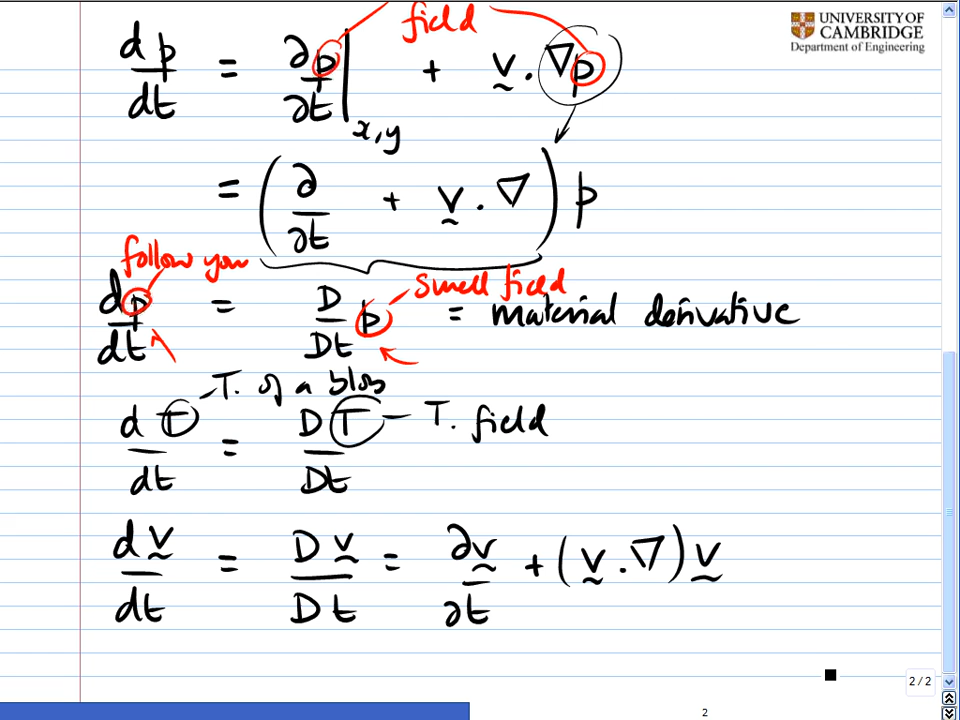 field
UNIVERSITY OF
CAMBRIDGE
Department of Engineering
dp/dt = ∂p/∂t |x,y + v . ∇p
= (∂/∂t + v . ∇) p
follow you
smell field
dp/dt = D/Dt p = material derivative
T. of a blob
dT/dt = DT/Dt – T. field
dv/dt = Dv/Dt = ∂v/∂t + (v . ∇) v
2 / 2
2